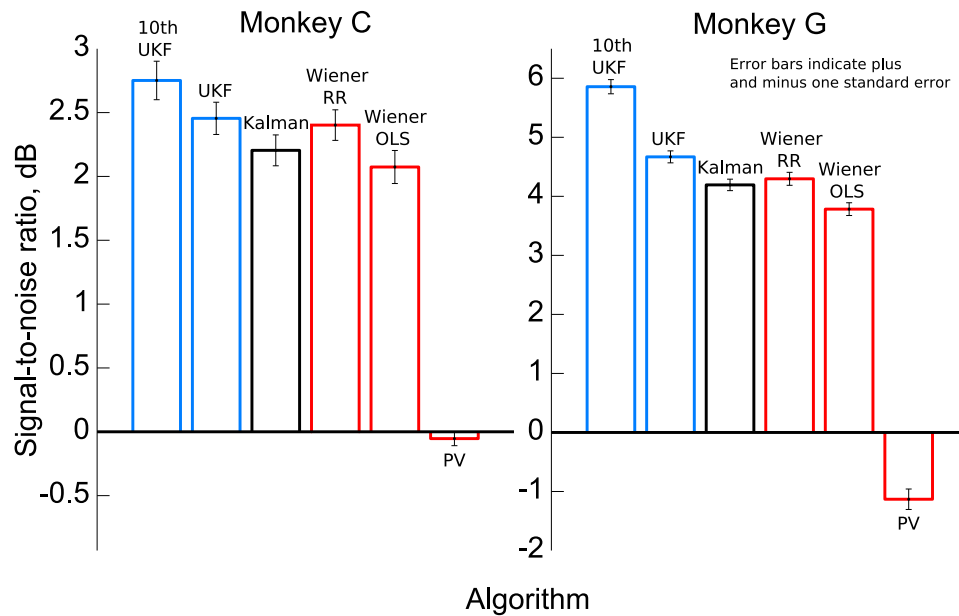 Monkey C
Monkey G
Signal-to-noise ratio, dB
3
2.5
2
1.5
1
0.5
0
-0.5
10th
UKF
UKF
Kalman
Wiener
RR
Wiener
OLS
PV
6
5
4
3
2
1
0
-1
-2
10th
UKF
UKF
Kalman
Wiener
RR
Wiener
OLS
PV
Error bars indicate plus
and minus one standard error
Algorithm